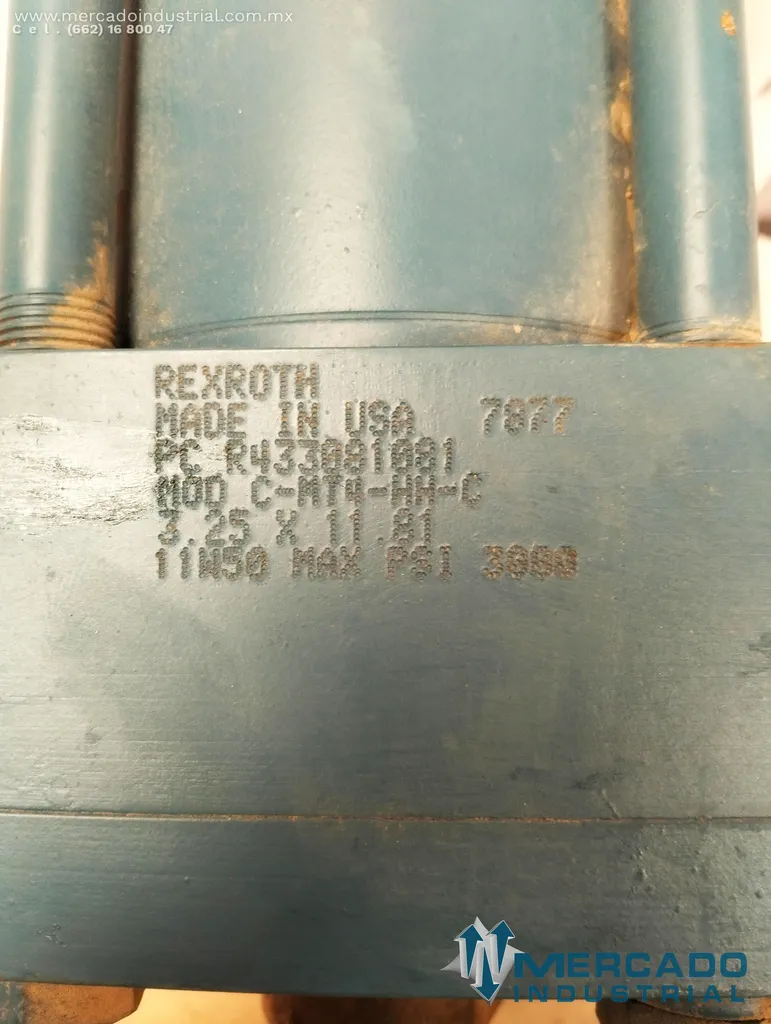 www.mercadoindustrial.com.mx
Cel. (662) 16 800 47
REXROTH
MADE IN USA 7877
PC R433001081
MOD C-MT4-HH-C
3.25 X 11.81
11W50 MAX PSI 3000
MERCADO
INDUSTRIAL